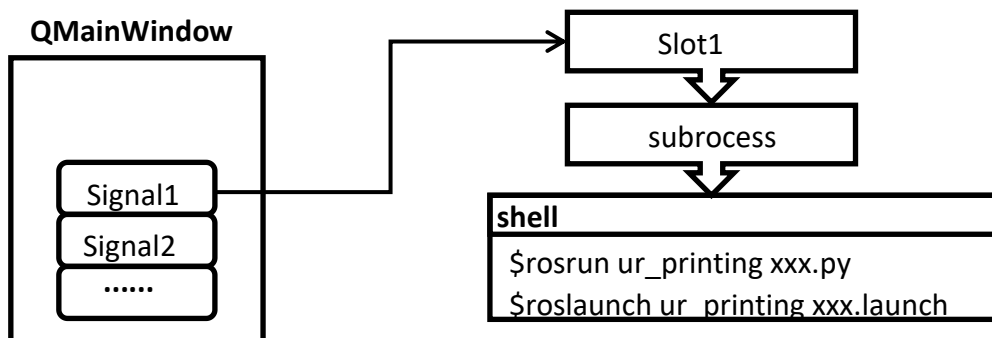 QMainWindow
Signal1
Signal2
......
Slot1
subrocess
shell
$rosrun ur_printing xxx.py
$roslaunch ur_printing xxx.launch